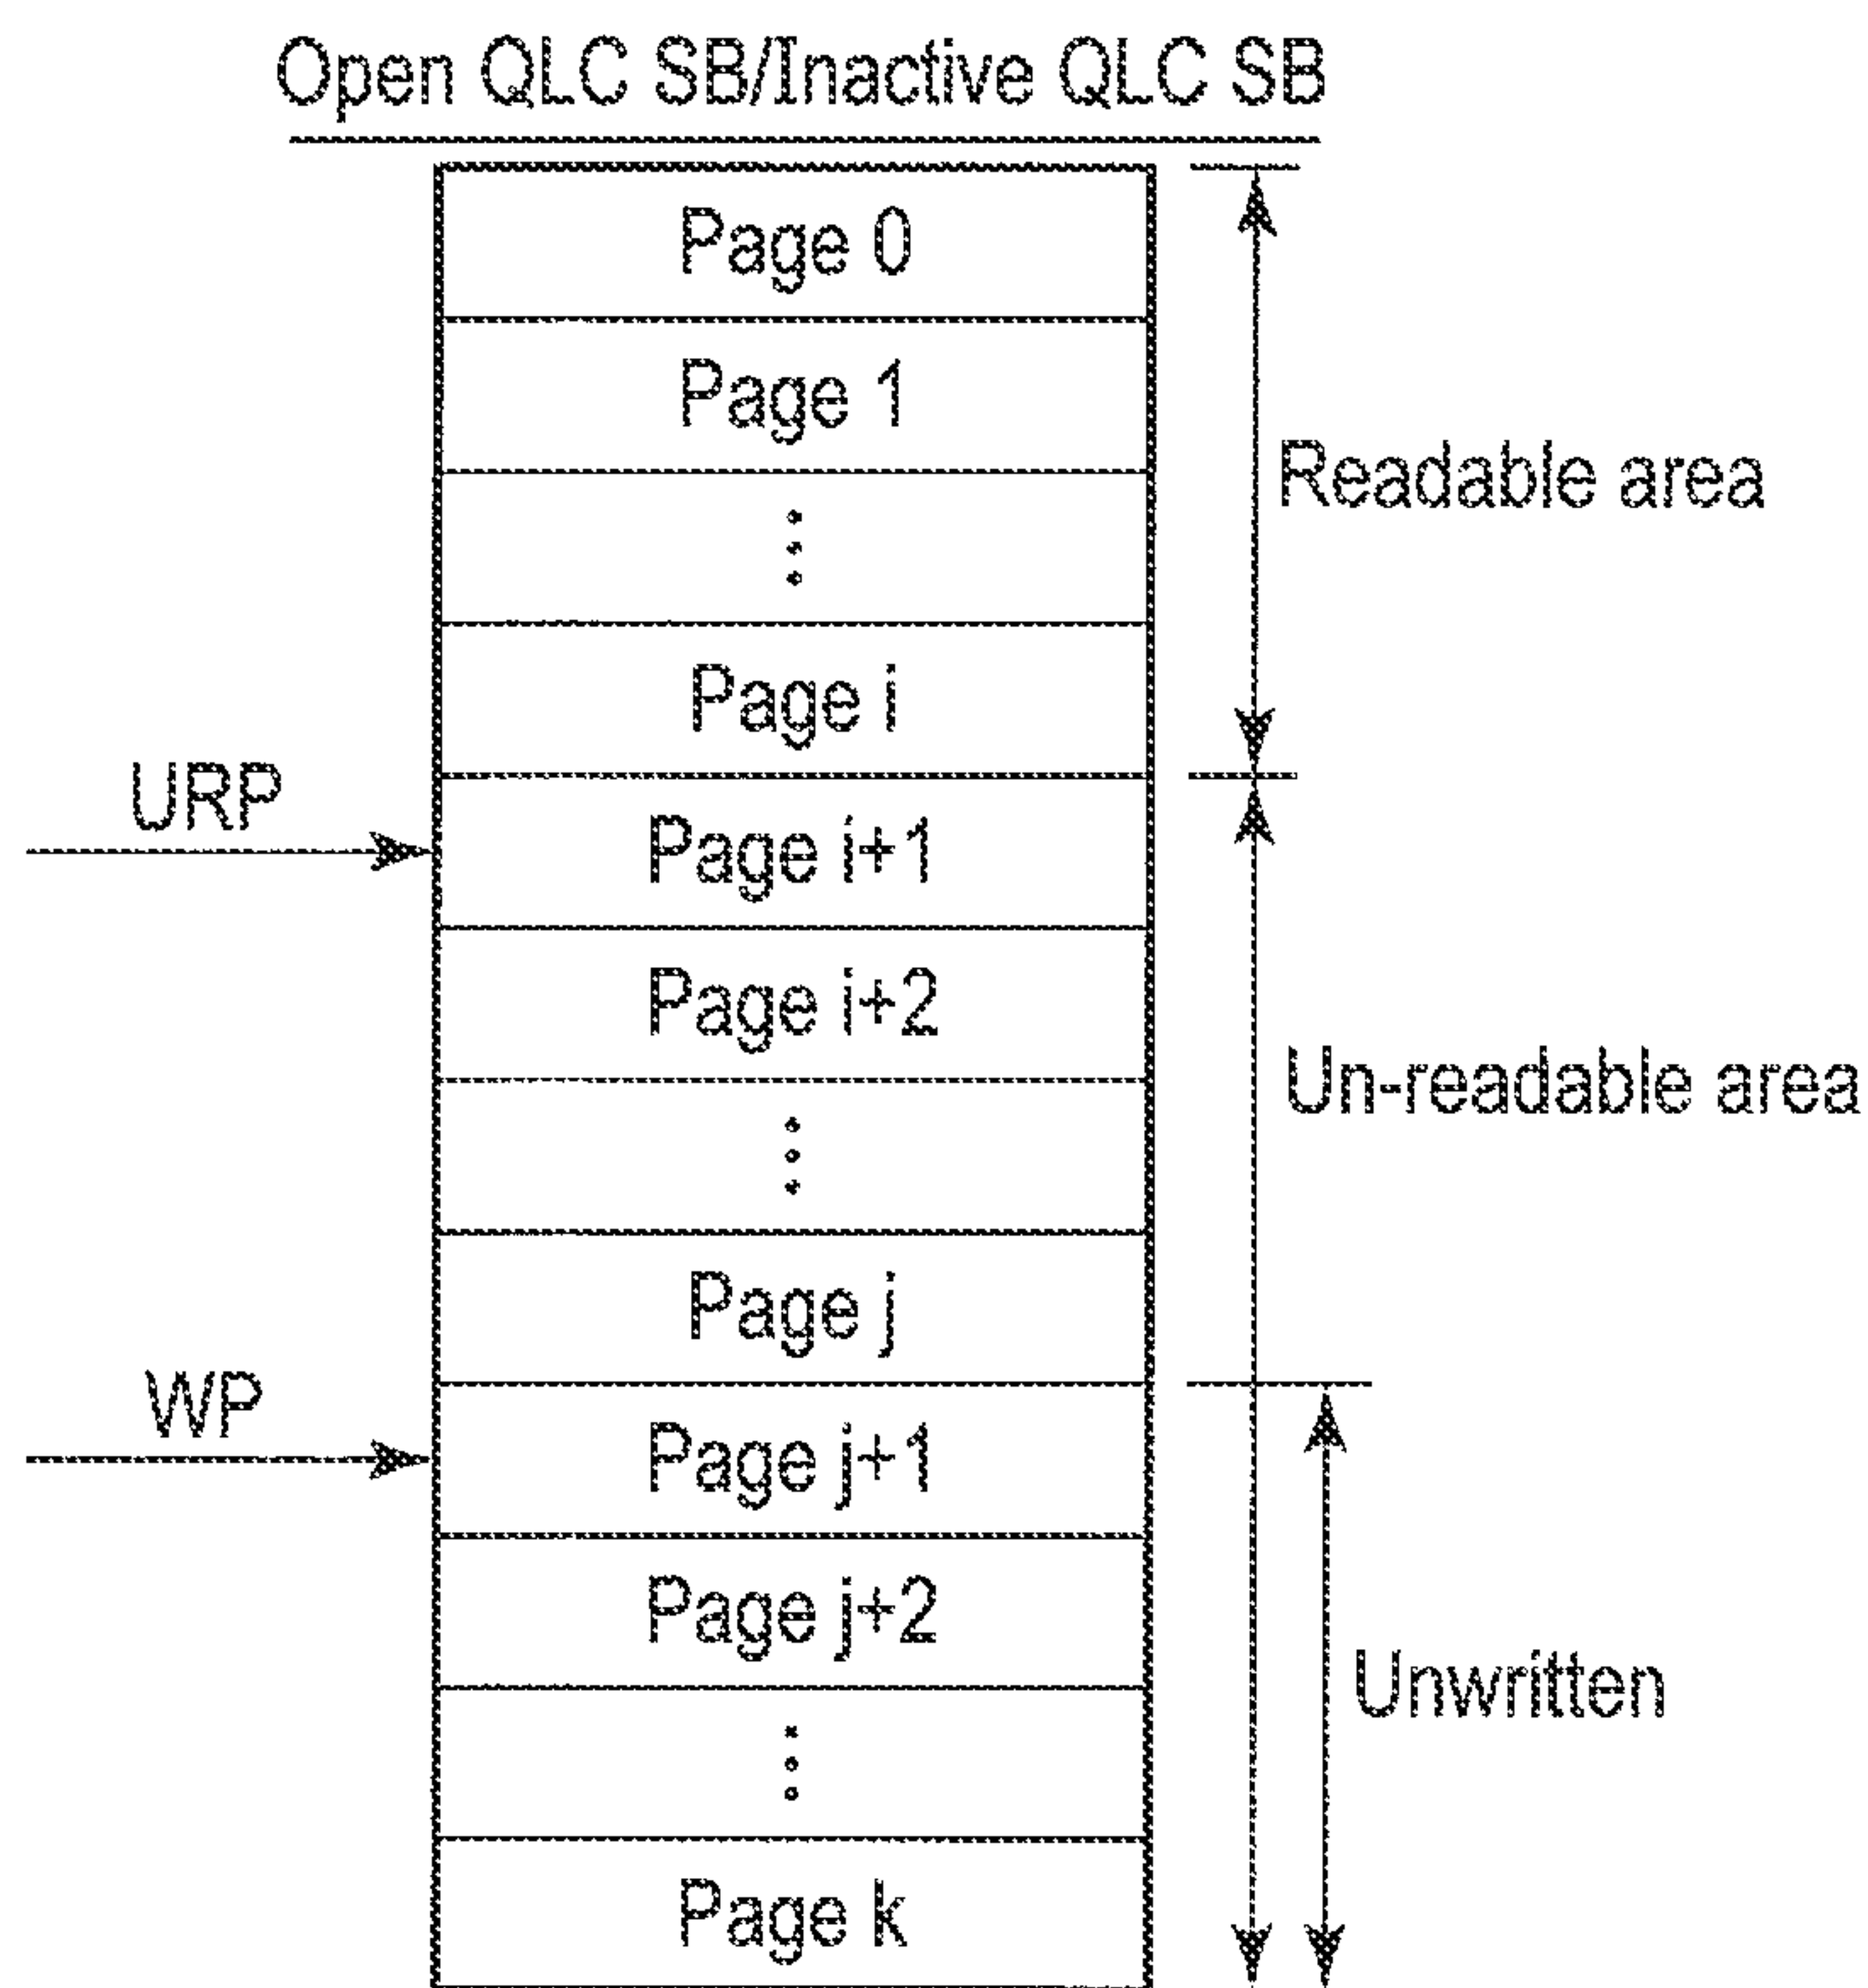 Open QLC SB/Inactive QLC SB
Page 0
Page 1
Readable area
Page i
URP
Page i+1
Page i+2
Un-readable area
Page j
WP
Page j+1
Page j+2
Unwritten
Page k